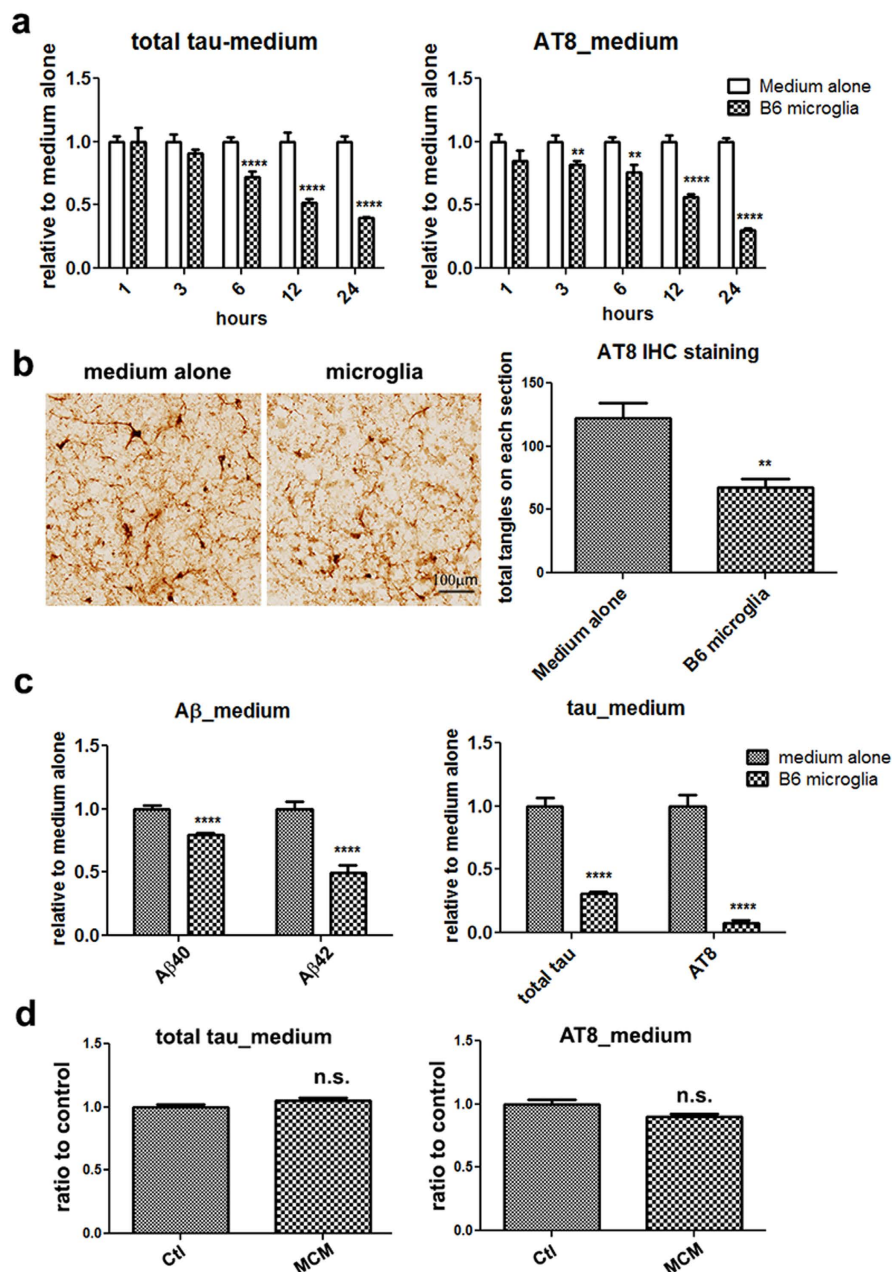 a
total tau-medium
AT8_medium
relative to medium alone
1.5
1.0
0.5
0.0
****
****
****
1
3
6
12
24
hours
relative to medium alone
1.5
1.0
0.5
0.0
**
**
****
****
1
3
6
12
24
hours
Medium alone
B6 microglia
b
medium alone
microglia
100μm
AT8 IHC staining
total tangles on each section
150
100
50
0
**
Medium alone
B6 microglia
c
Aβ_medium
relative to medium alone
1.5
1.0
0.5
0.0
****
****
Aβ40
Aβ42
tau_medium
relative to medium alone
1.5
1.0
0.5
0.0
****
****
total tau
AT8
medium alone
B6 microglia
d
total tau_medium
ratio to control
1.5
1.0
0.5
0.0
n.s.
Ctl
MCM
AT8_medium
ratio to control
1.5
1.0
0.5
0.0
n.s.
Ctl
MCM